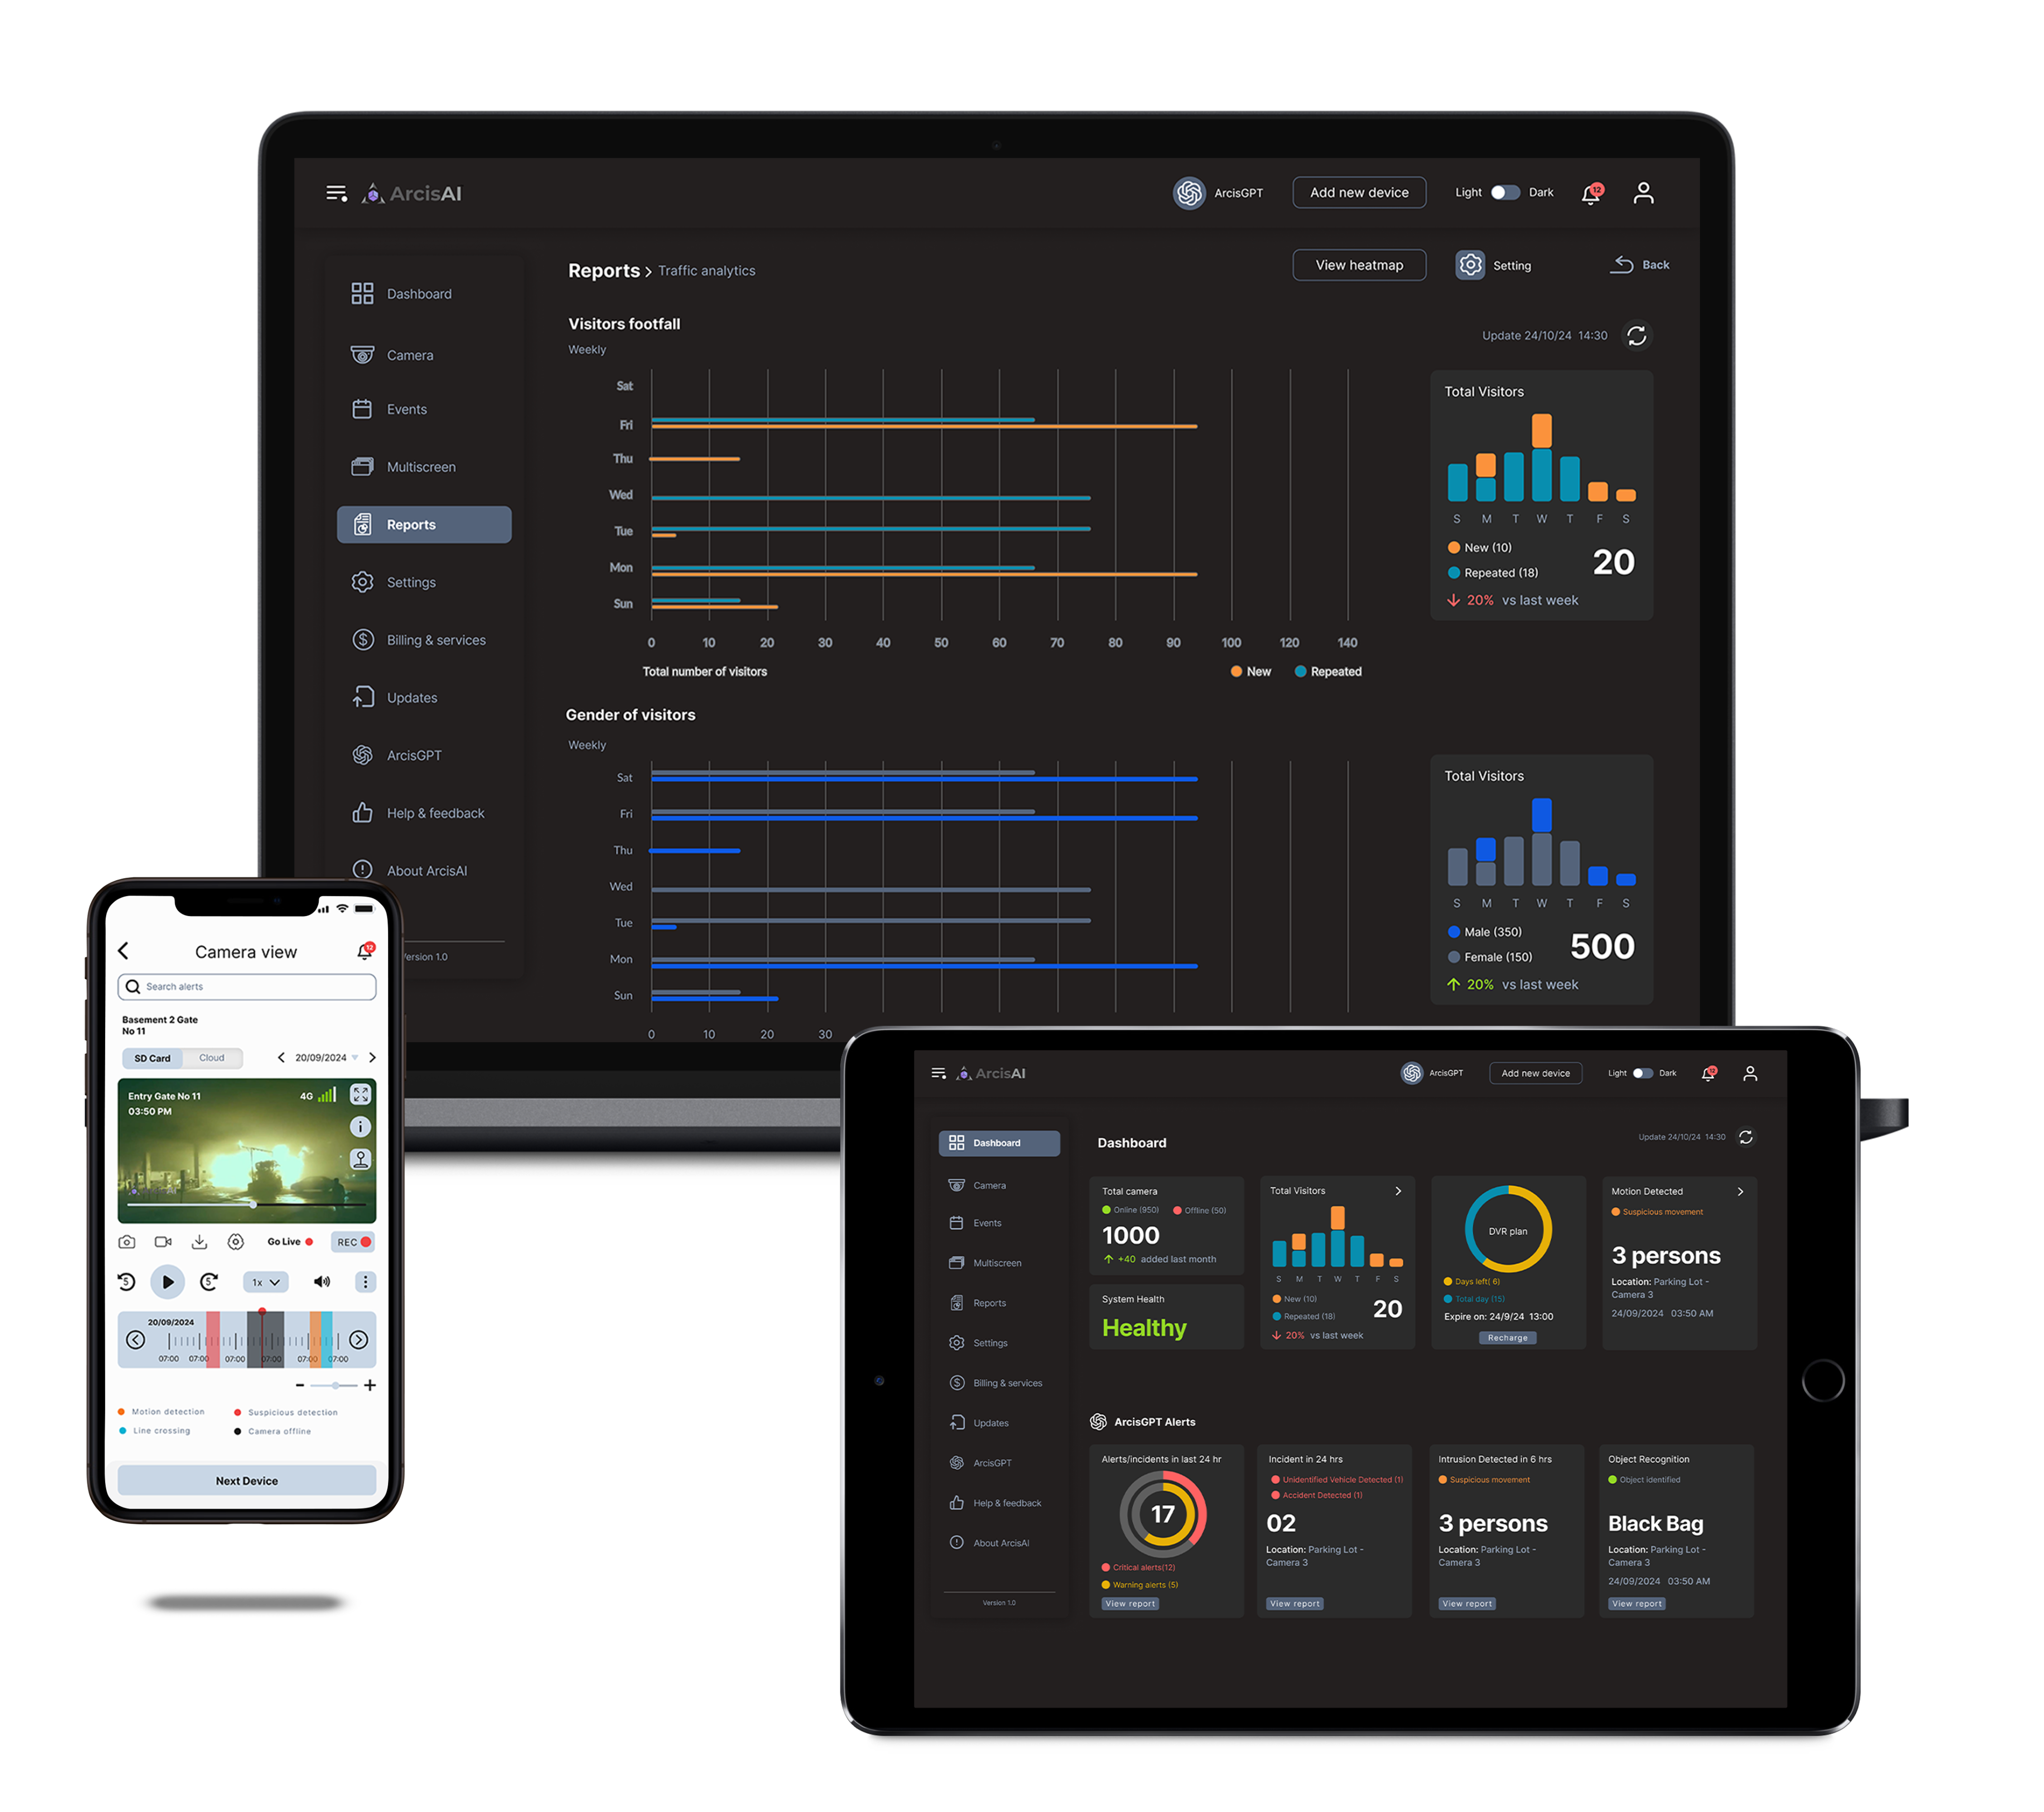 ArcisAI
ArcisGPT
Add new device
Light
Dark
12
Reports > Traffic analytics
View heatmap
Setting
Back
Dashboard
Camera
Events
Multiscreen
Reports
Settings
Billing & services
Updates
ArcisGPT
Help & feedback
About ArcisAI
Version 1.0
Visitors footfall
Weekly
Update 24/10/24 14:30
Sat
Fri
Thu
Wed
Tue
Mon
Sun
0 10 20 30 40 50 60 70 80 90 100 120 140
Total number of visitors
New
Repeated
Total Visitors
S M T W T F S
New (10)
Repeated (18)
20
20% vs last week
Gender of visitors
Weekly
Sat
Fri
Thu
Wed
Tue
Mon
Sun
0 10 20 30
Total Visitors
S M T W T F S
Male (350)
Female (150)
500
20% vs last week
Camera view
12
Search alerts
Basement 2 Gate
No 11
SD Card
Cloud
20/09/2024
Entry Gate No 11
03:50 PM
4G
Go Live
REC
5
5
1x
20/09/2024
07:00 07:00 07:00 07:00 07:00 07:00
Motion detection
Suspicious detection
Line crossing
Camera offline
Next Device
ArcisAI
ArcisGPT
Add new device
Light
Dark
12
Dashboard
Camera
Events
Multiscreen
Reports
Settings
Billing & services
Updates
ArcisGPT
Help & feedback
About ArcisAI
Version 1.0
Dashboard
Update 24/10/24 14:30
Total camera
Online (950)
Offline (50)
1000
+40 added last month
System Health
Healthy
Total Visitors
S M T W T F S
New (10)
Repeated (18)
20
20% vs last week
DVR plan
Days left( 6)
Total day (15)
Expire on: 24/9/24 13:00
Recharge
Motion Detected
Suspicious movement
3 persons
Location: Parking Lot -
Camera 3
24/09/2024 03:50 AM
ArcisGPT Alerts
Alerts/incidents in last 24 hr
17
Critical alerts(12)
Warning alerts (5)
View report
Incident in 24 hrs
Unidentified Vehicle Detected (1)
Accident Detected (1)
02
Location: Parking Lot -
Camera 3
View report
Intrusion Detected in 6 hrs
Suspicious movement
3 persons
Location: Parking Lot -
Camera 3
View report
Object Recognition
Object identified
Black Bag
Location: Parking Lot -
Camera 3
24/09/2024 03:50 AM
View report